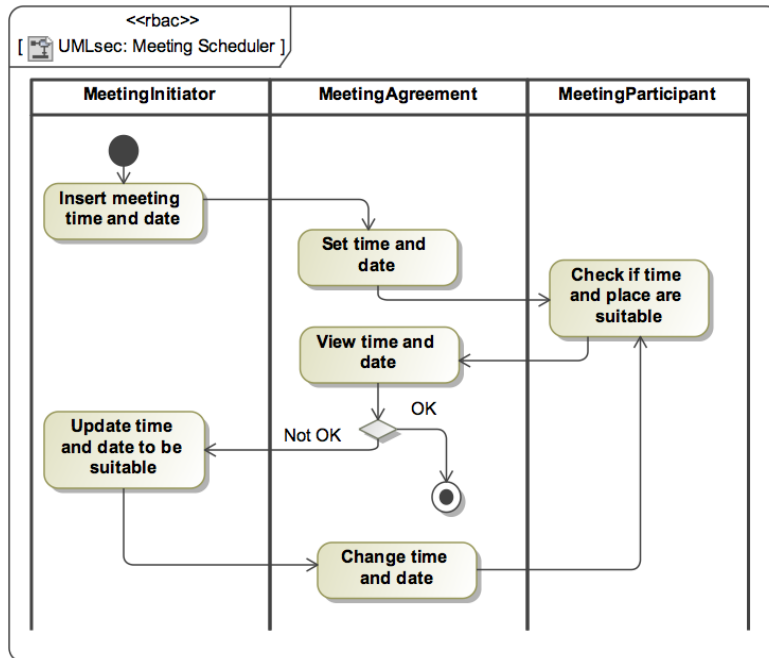 <<rbac>>
[ UMLsec: Meeting Scheduler ]
MeetingInitiator
MeetingAgreement
MeetingParticipant
Insert meeting
time and date
Set time and
date
Check if time
and place are
suitable
View time and
date
OK
Not OK
Update time
and date to be
suitable
Change time
and date